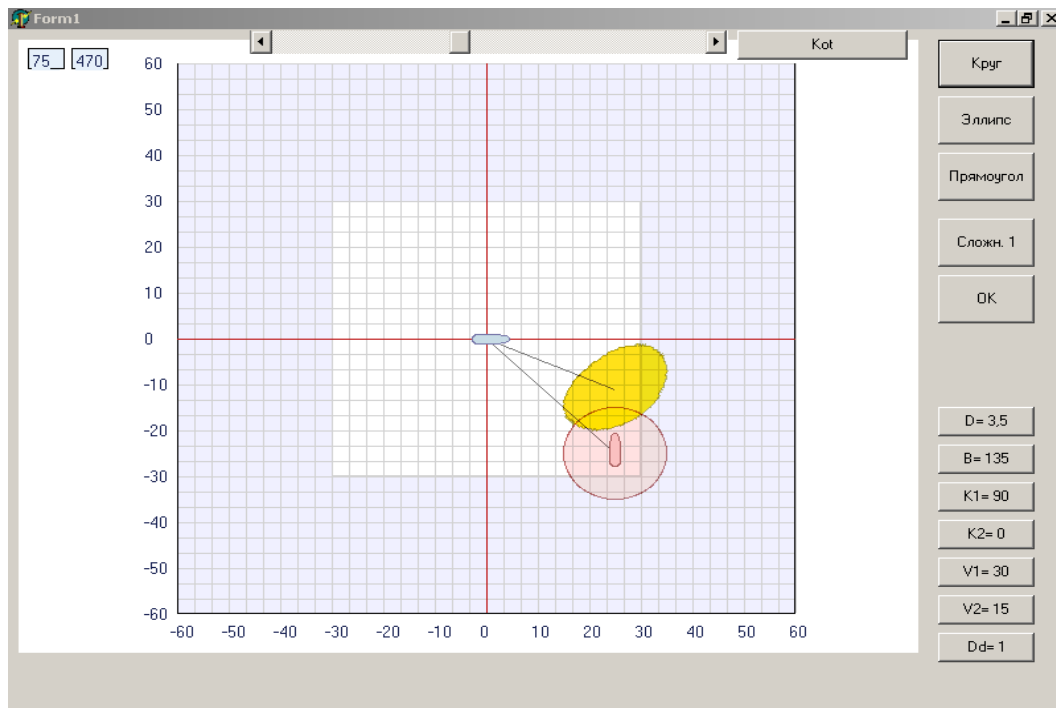 Form1
75_ 470
Kot
60
50
40
30
20
10
0
-10
-20
-30
-40
-50
-60
-60 -50 -40 -30 -20 -10 0 10 20 30 40 50 60
Круг
Эллипс
Прямоугол
Сложн. 1
OK
D= 3,5
B= 135
K1= 90
K2= 0
V1= 30
V2= 15
Dd= 1